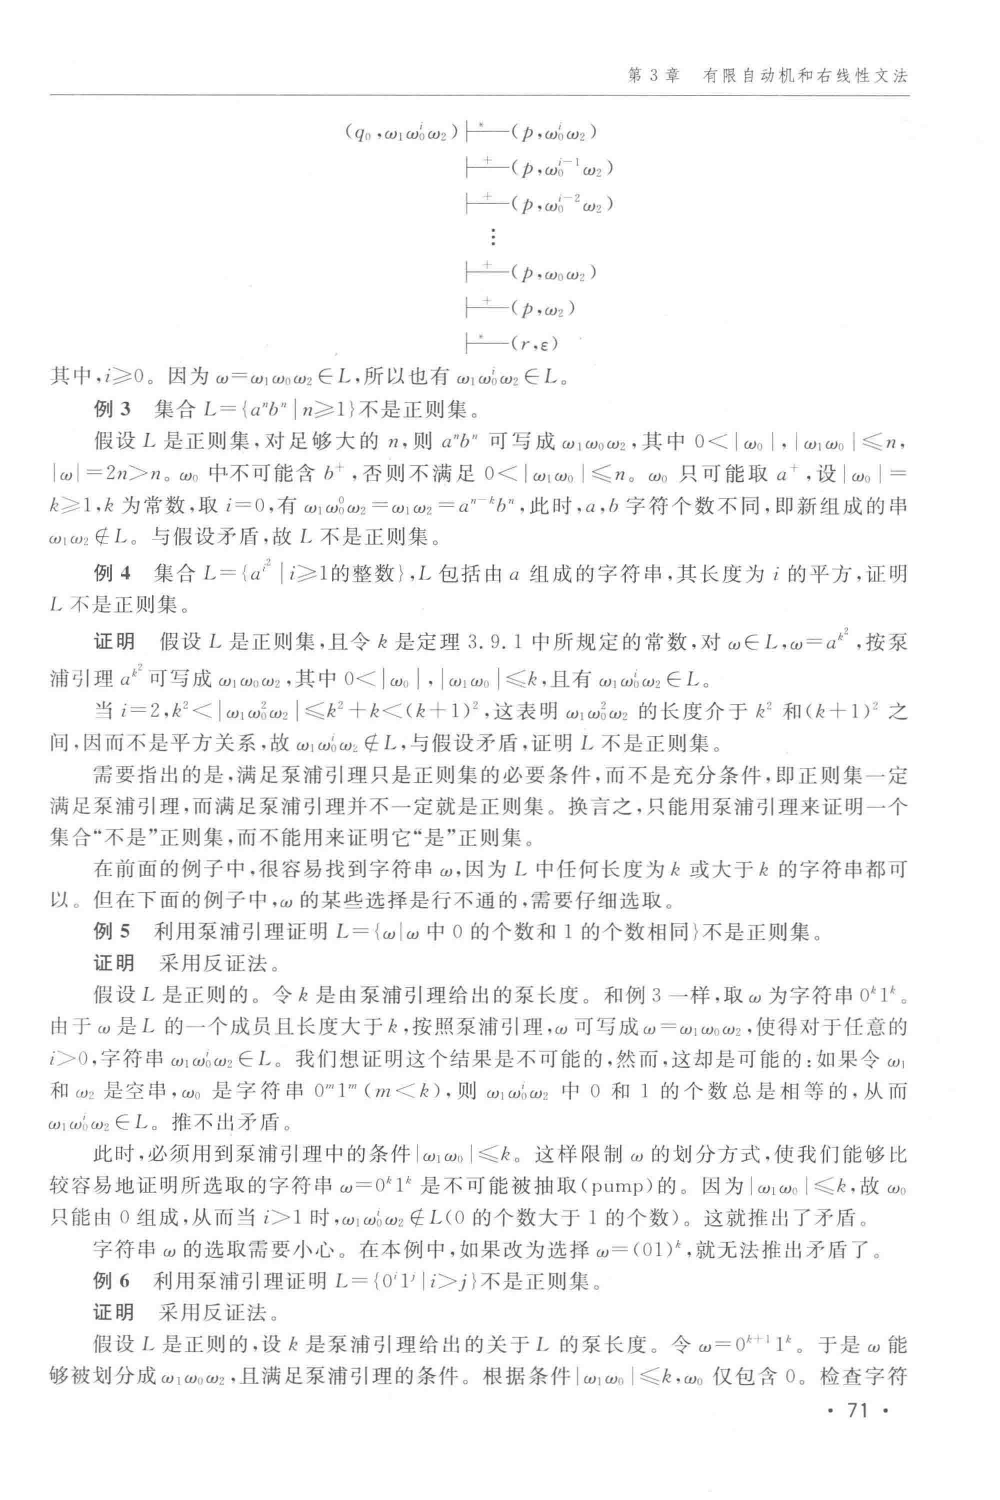 第 3 章　有限自动机和右线性文法
(q₀,ω₁ω₀ⁱω₂)├*─(p,ω₀ⁱω₂)
├+─(p,ω₀ⁱ⁻¹ω₂)
├+─(p,ω₀ⁱ⁻²ω₂)
⋮
├+─(p,ω₀ω₂)
├+─(p,ω₂)
├*─(r,ε)
其中,i≥0。因为 ω=ω₁ω₀ω₂∈L,所以也有 ω₁ω₀ⁱω₂∈L。
例 3　集合 L={aⁿbⁿ|n≥1}不是正则集。
假设 L 是正则集,对足够大的 n,则 aⁿbⁿ 可写成 ω₁ω₀ω₂,其中 0<|ω₀|,|ω₁ω₀|≤n,
|ω|=2n>n。ω₀ 中不可能含 b⁺,否则不满足 0<|ω₁ω₀|≤n。ω₀ 只可能取 a⁺,设|ω₀|=
k≥1,k 为常数,取 i=0,有 ω₁ω₀⁰ω₂=ω₁ω₂=aⁿ⁻ᵏbⁿ,此时,a,b 字符个数不同,即新组成的串
ω₁ω₂∉L。与假设矛盾,故 L 不是正则集。
例 4　集合 L={a^{i²}|i≥1的整数},L 包括由 a 组成的字符串,其长度为 i 的平方,证明
L 不是正则集。
证明　假设 L 是正则集,且令 k 是定理 3.9.1 中所规定的常数,对 ω∈L,ω=a^{k²},按泵
浦引理 a^{k²} 可写成 ω₁ω₀ω₂,其中 0<|ω₀|,|ω₁ω₀|≤k,且有 ω₁ω₀ⁱω₂∈L。
当 i=2,k²<|ω₁ω₀²ω₂|≤k²+k<(k+1)²,这表明 ω₁ω₀²ω₂ 的长度介于 k² 和(k+1)² 之
间,因而不是平方关系,故 ω₁ω₀ⁱω₂∉L,与假设矛盾,证明 L 不是正则集。
需要指出的是,满足泵浦引理只是正则集的必要条件,而不是充分条件,即正则集一定
满足泵浦引理,而满足泵浦引理并不一定就是正则集。换言之,只能用泵浦引理来证明一个
集合“不是”正则集,而不能用来证明它“是”正则集。
在前面的例子中,很容易找到字符串 ω,因为 L 中任何长度为 k 或大于 k 的字符串都可
以。但在下面的例子中,ω 的某些选择是行不通的,需要仔细选取。
例 5　利用泵浦引理证明 L={ω|ω 中 0 的个数和 1 的个数相同}不是正则集。
证明　采用反证法。
假设 L 是正则的。令 k 是由泵浦引理给出的泵长度。和例 3 一样,取 ω 为字符串 0ᵏ1ᵏ。
由于 ω 是 L 的一个成员且长度大于 k,按照泵浦引理,ω 可写成 ω=ω₁ω₀ω₂,使得对于任意的
i>0,字符串 ω₁ω₀ⁱω₂∈L。我们想证明这个结果是不可能的,然而,这却是可能的:如果令 ω₁
和 ω₂ 是空串,ω₀ 是字符串 0ᵐ1ᵐ(m<k),则 ω₁ω₀ⁱω₂ 中 0 和 1 的个数总是相等的,从而
ω₁ω₀ⁱω₂∈L。推不出矛盾。
此时,必须用到泵浦引理中的条件|ω₁ω₀|≤k。这样限制 ω 的划分方式,使我们能够比
较容易地证明所选取的字符串 ω=0ᵏ1ᵏ 是不可能被抽取(pump)的。因为|ω₁ω₀|≤k,故 ω₀
只能由 0 组成,从而当 i>1 时,ω₁ω₀ⁱω₂∉L(0 的个数大于 1 的个数)。这就推出了矛盾。
字符串 ω 的选取需要小心。在本例中,如果改为选择 ω=(01)ᵏ,就无法推出矛盾了。
例 6　利用泵浦引理证明 L={0ⁱ1ʲ|i>j}不是正则集。
证明　采用反证法。
假设 L 是正则的,设 k 是泵浦引理给出的关于 L 的泵长度。令 ω=0ᵏ⁺¹1ᵏ。于是 ω 能
够被划分成 ω₁ω₀ω₂,且满足泵浦引理的条件。根据条件|ω₁ω₀|≤k,ω₀ 仅包含 0。检查字符
· 71 ·